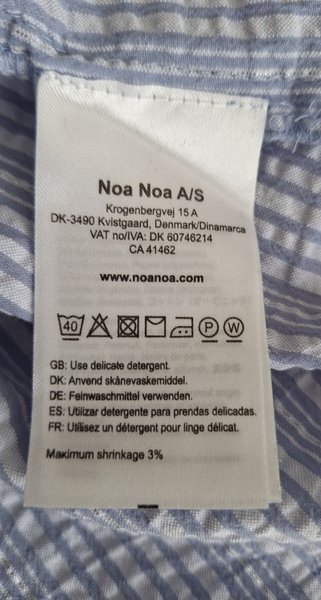 Noa Noa A/S
Krogenbergvej 15 A
DK-3490 Kvistgaard, Denmark/Dinamarca
VAT no/IVA: DK 60746214
CA 41462
www.noanoa.com
40 P W
GB: Use delicate detergent.
DK: Anvend skånevaskemiddel.
DE: Feinwaschmittel verwenden.
ES: Utilizar detergente para prendas delicadas.
FR: Utilisez un détergent pour linge délicat.
Maximum shrinkage 3%